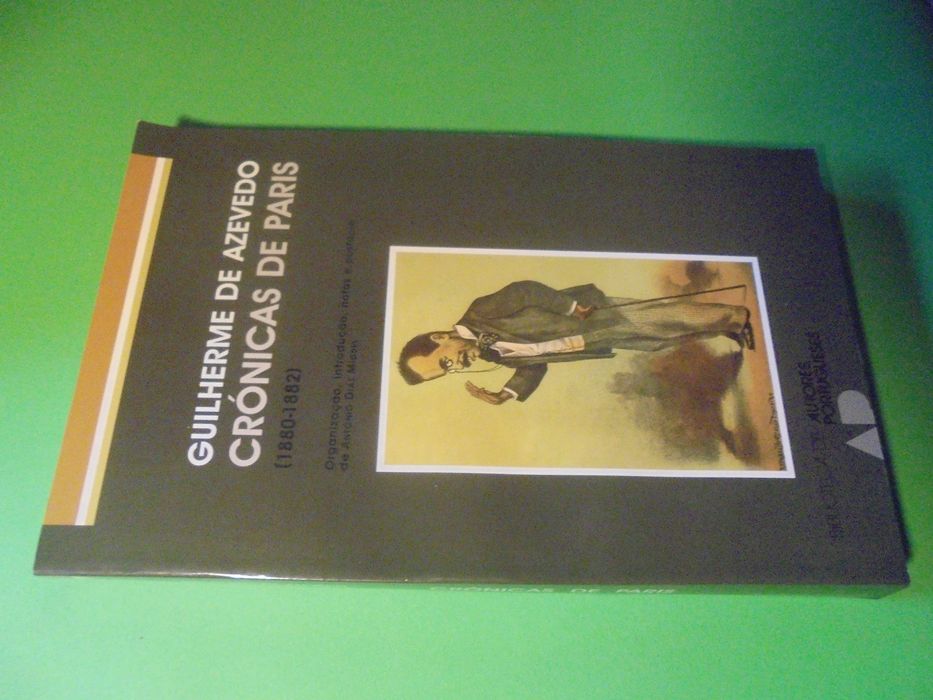 GUILHERME DE AZEVEDO
CRÓNICAS DE PARIS
(1880-1882)
Organização, introdução, notas e posfácio
de António Dias Miguel
AUTORES
PORTUGUESES
CRÓNICAS DE PARIS